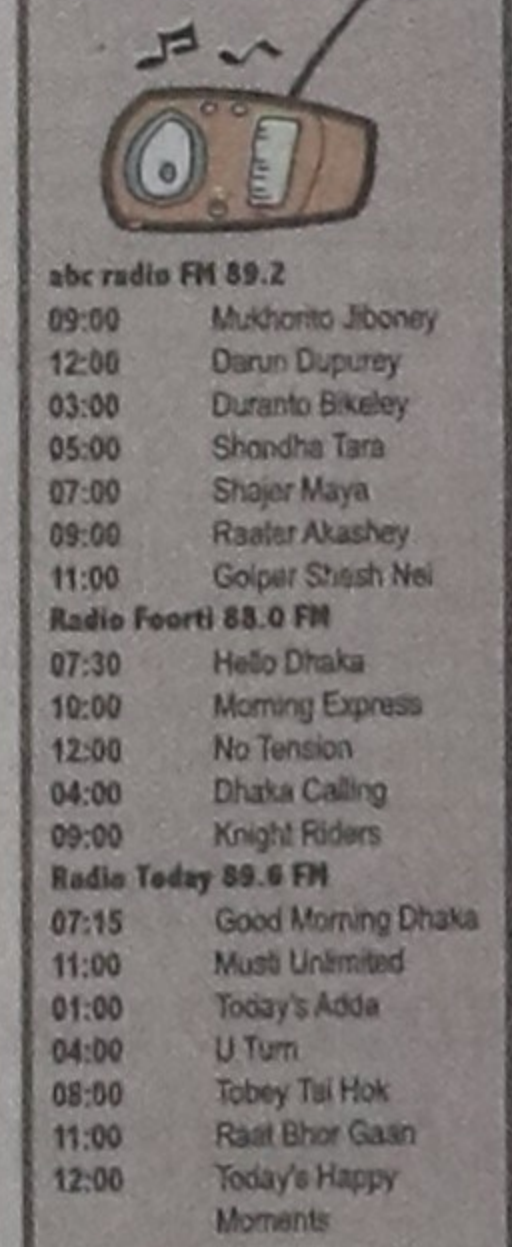 abc radio FM 89.2
09:00 Mukhorito Jiboney
12:00 Darun Dupurey
03:00 Duranto Bikeley
05:00 Shondha Tara
07:00 Shajer Maya
09:00 Raater Akashey
11:00 Golper Shesh Nei
Radio Foorti 88.0 FM
07:30 Hello Dhaka
10:00 Morning Express
12:00 No Tension
04:00 Dhaka Calling
09:00 Knight Riders
Radio Today 89.6 FM
07:15 Good Morning Dhaka
11:00 Musti Unlimited
01:00 Today's Adda
04:00 U Turn
08:00 Tobey Tai Hok
11:00 Raat Bhor Gaan
12:00 Today's Happy
Moments